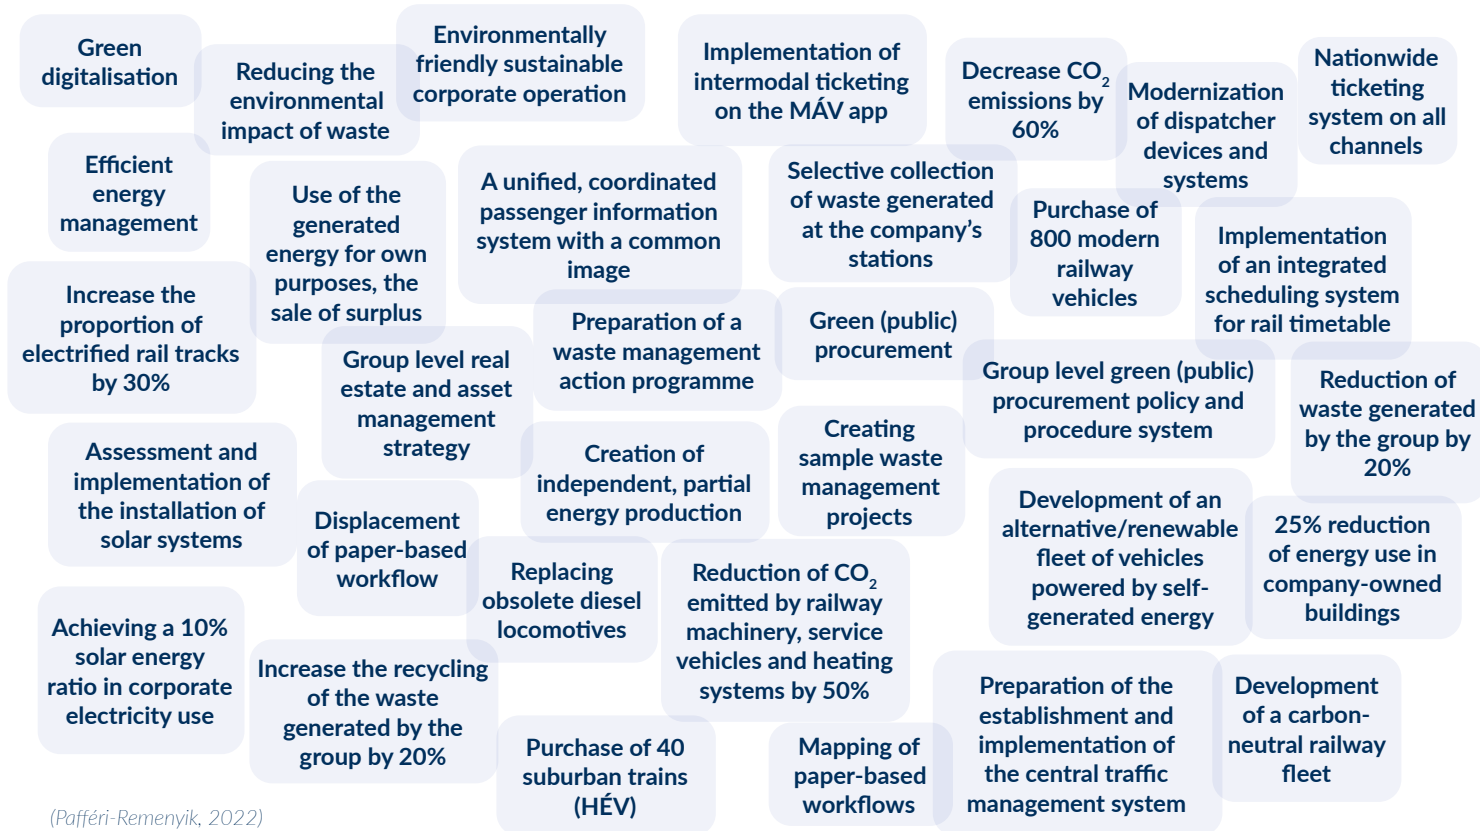 Green
digitalisation
Reducing the
environmental
impact of waste
Environmentally
friendly sustainable
corporate operation
Implementation of
intermodal ticketing
on the MÁV app
Decrease CO₂
emissions by
60%
Modernization
of dispatcher
devices and
systems
Nationwide
ticketing
system on all
channels
Efficient
energy
management
Use of the
generated
energy for own
purposes, the
sale of surplus
A unified, coordinated
passenger information
system with a common
image
Selective collection
of waste generated
at the company’s
stations
Purchase of
800 modern
railway
vehicles
Implementation
of an integrated
scheduling system
for rail timetable
Increase the
proportion of
electrified rail tracks
by 30%
Group level real
estate and asset
management
strategy
Preparation of a
waste management
action programme
Green (public)
procurement
Group level green (public)
procurement policy and
procedure system
Reduction of
waste generated
by the group by
20%
Assessment and
implementation of
the installation of
solar systems
Displacement
of paper-based
workflow
Creation of
independent, partial
energy production
Creating
sample waste
management
projects
Development of an
alternative/renewable
fleet of vehicles
powered by self-
generated energy
25% reduction
of energy use in
company-owned
buildings
Achieving a 10%
solar energy
ratio in corporate
electricity use
Increase the recycling
of the waste
generated by the
group by 20%
Replacing
obsolete diesel
locomotives
Reduction of CO₂
emitted by railway
machinery, service
vehicles and heating
systems by 50%
Purchase of 40
suburban trains
(HÉV)
Mapping of
paper-based
workflows
Preparation of the
establishment and
implementation of
the central traffic
management system
Development
of a carbon-
neutral railway
fleet
(Pafféri-Remenyik, 2022)